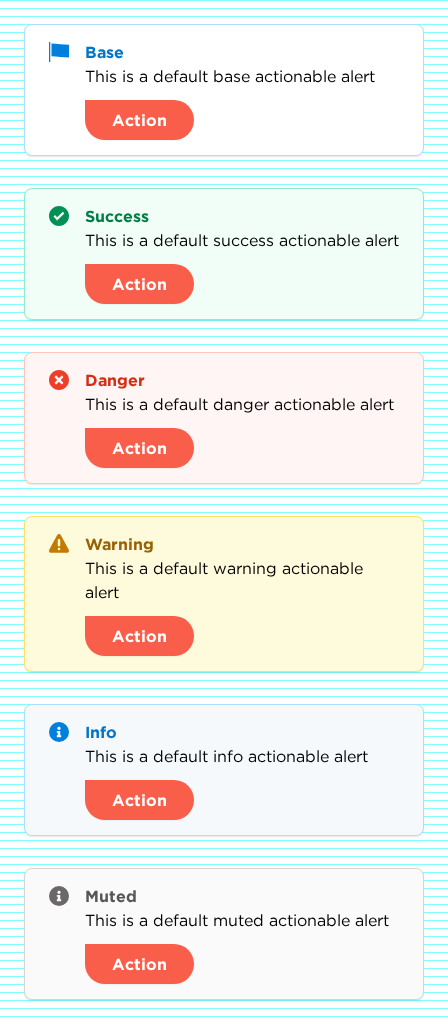 Base
This is a default base actionable alert
Action
Success
This is a default success actionable alert
Action
Danger
This is a default danger actionable alert
Action
Warning
This is a default warning actionable
alert
Action
Info
This is a default info actionable alert
Action
Muted
This is a default muted actionable alert
Action